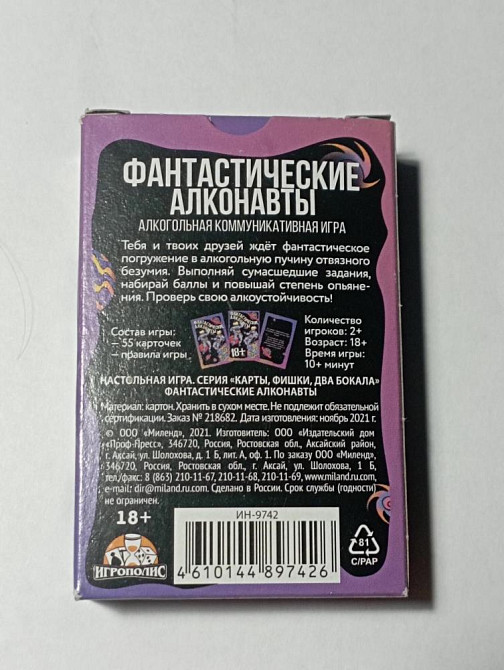 ФАНТАСТИЧЕСКИЕ
АЛКОНАВТЫ
АЛКОГОЛЬНАЯ КОММУНИКАТИВНАЯ ИГРА
Тебя и твоих друзей ждёт фантастическое
погружение в алкогольную пучину отвязного
безумия. Выполняй сумасшедшие задания,
набирай баллы и повышай степень опьяне-
ния. Проверь свою алкоустойчивость!
Состав игры:
– 55 карточек
– правила игры
ФАНТАСТИЧЕСКИЕ
АЛКОНАВТЫ
18+
Количество
игроков: 2+
Возраст: 18+
Время игры:
10+ минут
НАСТОЛЬНАЯ ИГРА. СЕРИЯ «КАРТЫ, ФИШКИ, ДВА БОКАЛА»
ФАНТАСТИЧЕСКИЕ АЛКОНАВТЫ
Материал: картон. Хранить в сухом месте. Не подлежит обязательной
сертификации. Заказ № 218682. Дата изготовления: ноябрь 2021 г.
© ООО «Миленд», 2021. Изготовитель: ООО «Издательский дом
«Проф-Пресс», 346720, Россия, Ростовская обл., Аксайский район,
г. Аксай, ул. Шолохова, д. 1 Б, лит. А, оф. 1. По заказу ООО «Миленд»,
346720, Россия, Ростовская обл., г. Аксай, ул. Шолохова, 1 Б,
тел./факс: 8 (863) 210-11-67, 210-11-68, 210-11-69, www.miland.ru.com,
e-mail: dir@miland.ru.com. Сделано в России. Срок службы (годности)
не ограничен.
18+
ИГРОПОЛИС
ИН-9742
4 610144 897426
81
C/PAP